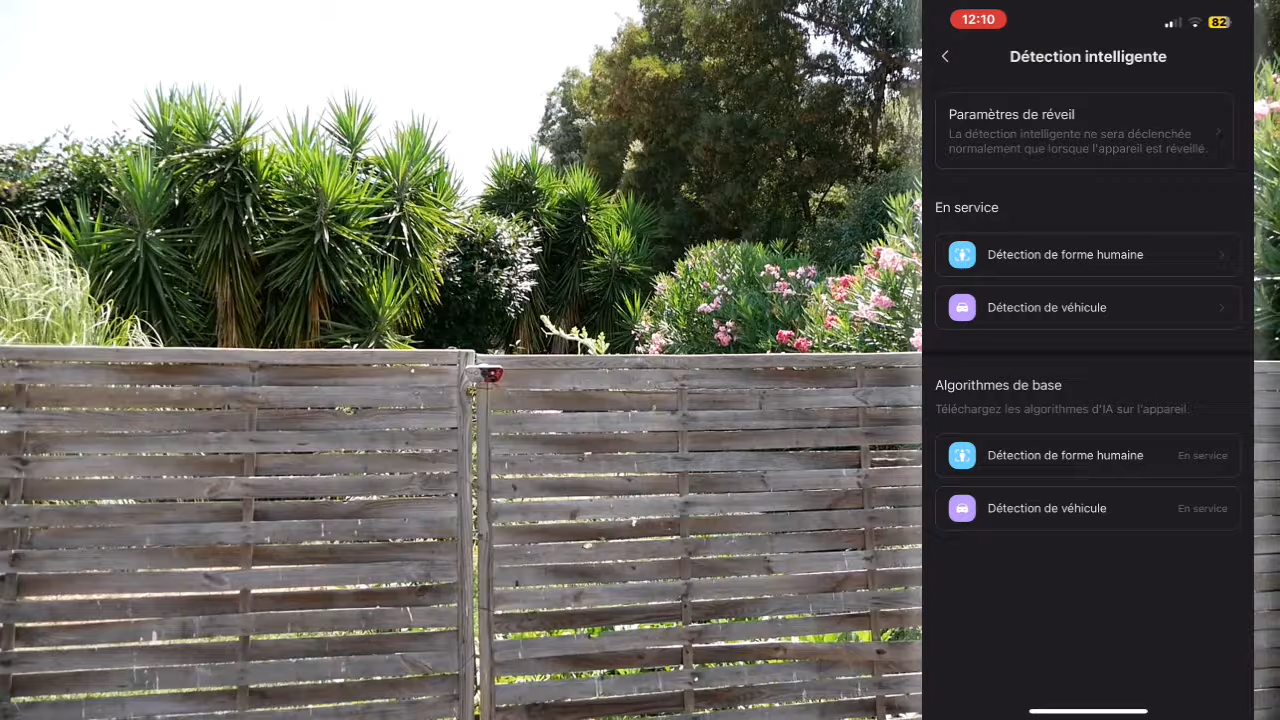 12:10
82
Détection intelligente
Paramètres de réveil
La détection intelligente ne sera déclenchée
normalement que lorsque l'appareil est réveillé.
En service
Détection de forme humaine
Détection de véhicule
Algorithmes de base
Téléchargez les algorithmes d'IA sur l'appareil.
Détection de forme humaine En service
Détection de véhicule En service